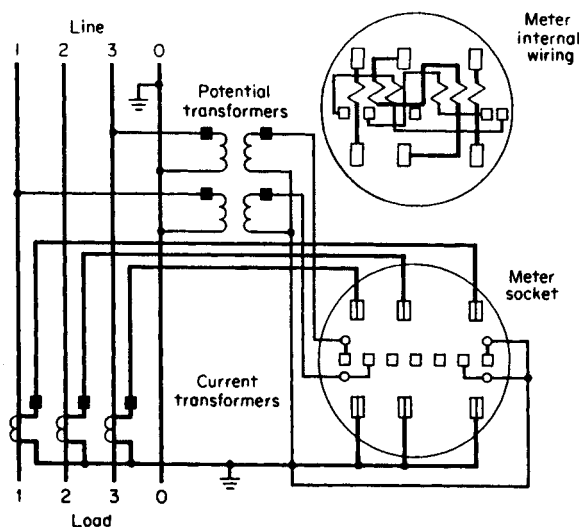 Line
1 2 3 0
Potential
transformers
Meter
internal
wiring
Meter
socket
Current
transformers
1 2 3 0
Load